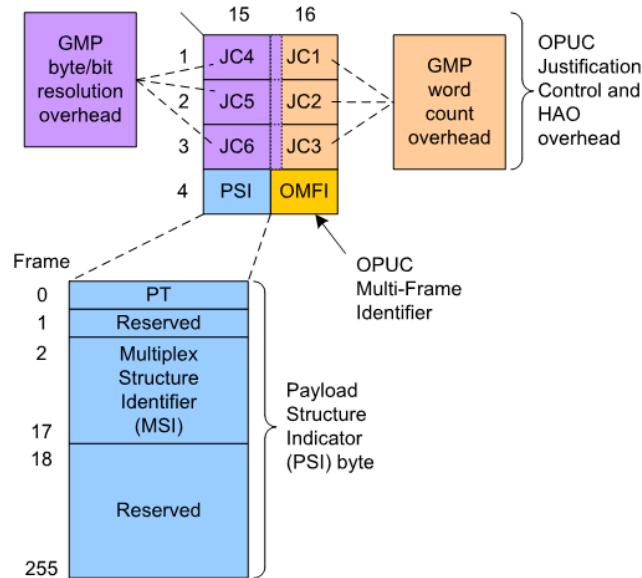 15 16
GMP
byte/bit
resolution
overhead
1 JC4 JC1
2 JC5 JC2
3 JC6 JC3
4 PSI OMFI
GMP
word
count
overhead
OPUC
Justification
Control and
HAO
overhead
OPUC
Multi-Frame
Identifier
Frame
0 PT
1 Reserved
2 Multiplex
Structure
Identifier
17 (MSI)
18
Reserved
255
Payload
Structure
Indicator
(PSI) byte